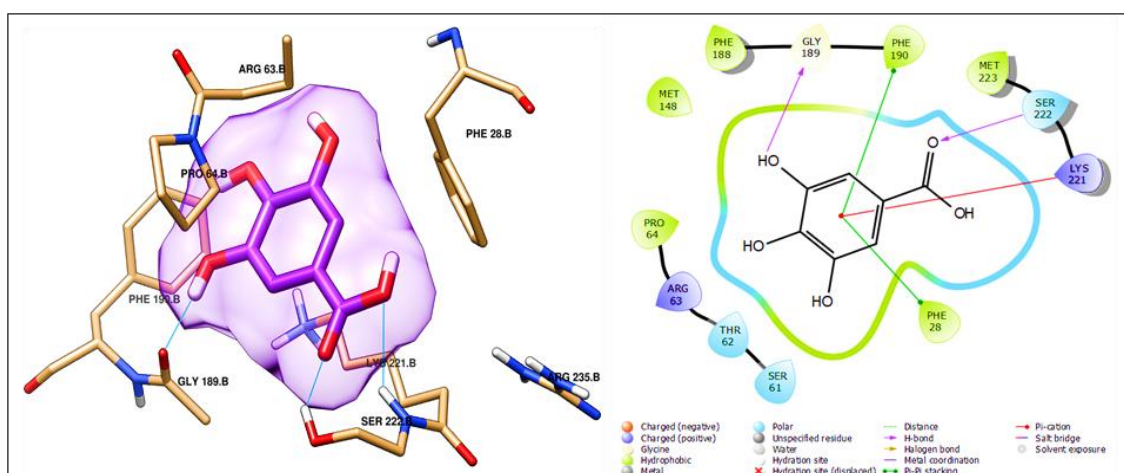 ARG 63.B
PHE 28.B
PRO 64.B
PHE 190.B
LYS 221.B
GLY 189.B
ARG 235.B
SER 222.B
PHE
188
GLY
189
PHE
190
MET
148
MET
223
SER
222
LYS
221
HO
O
OH
HO
HO
PRO
64
ARG
63
THR
62
SER
61
PHE
28
Charged (negative)
Charged (positive)
Glycine
Hydrophobic
Metal
Polar
Unspecified residue
Water
Hydration site
Hydration site (displaced)
Distance
H-bond
Halogen bond
Metal coordination
Pi-Pi stacking
Pi-cation
Salt bridge
Solvent exposure